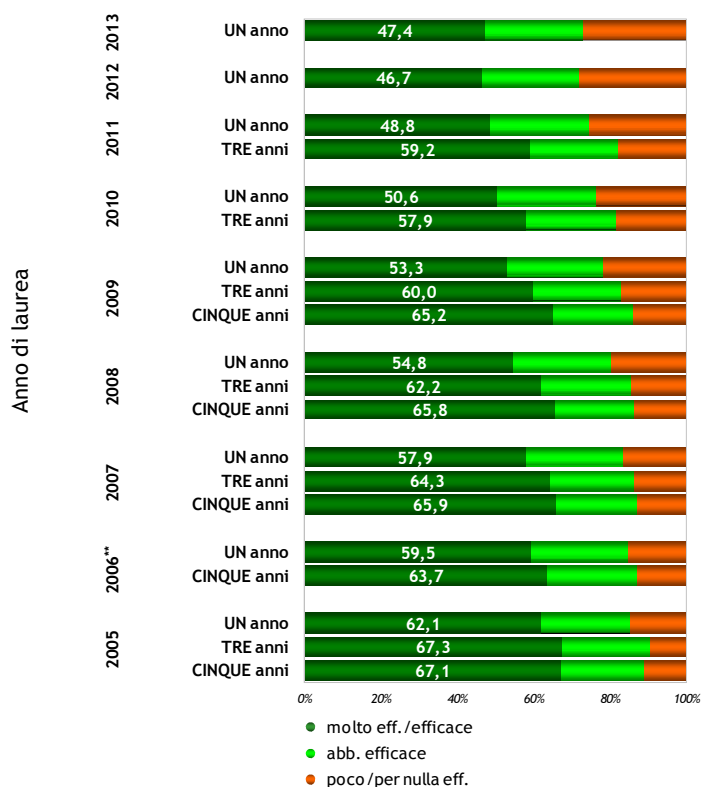 Anno di laurea
2013
UN anno 47,4
2012
UN anno 46,7
2011
UN anno 48,8
TRE anni 59,2
2010
UN anno 50,6
TRE anni 57,9
2009
UN anno 53,3
TRE anni 60,0
CINQUE anni 65,2
2008
UN anno 54,8
TRE anni 62,2
CINQUE anni 65,8
2007
UN anno 57,9
TRE anni 64,3
CINQUE anni 65,9
2006**
UN anno 59,5
CINQUE anni 63,7
2005
UN anno 62,1
TRE anni 67,3
CINQUE anni 67,1
0% 20% 40% 60% 80% 100%
molto eff./efficace
abb. efficace
poco/per nulla eff.